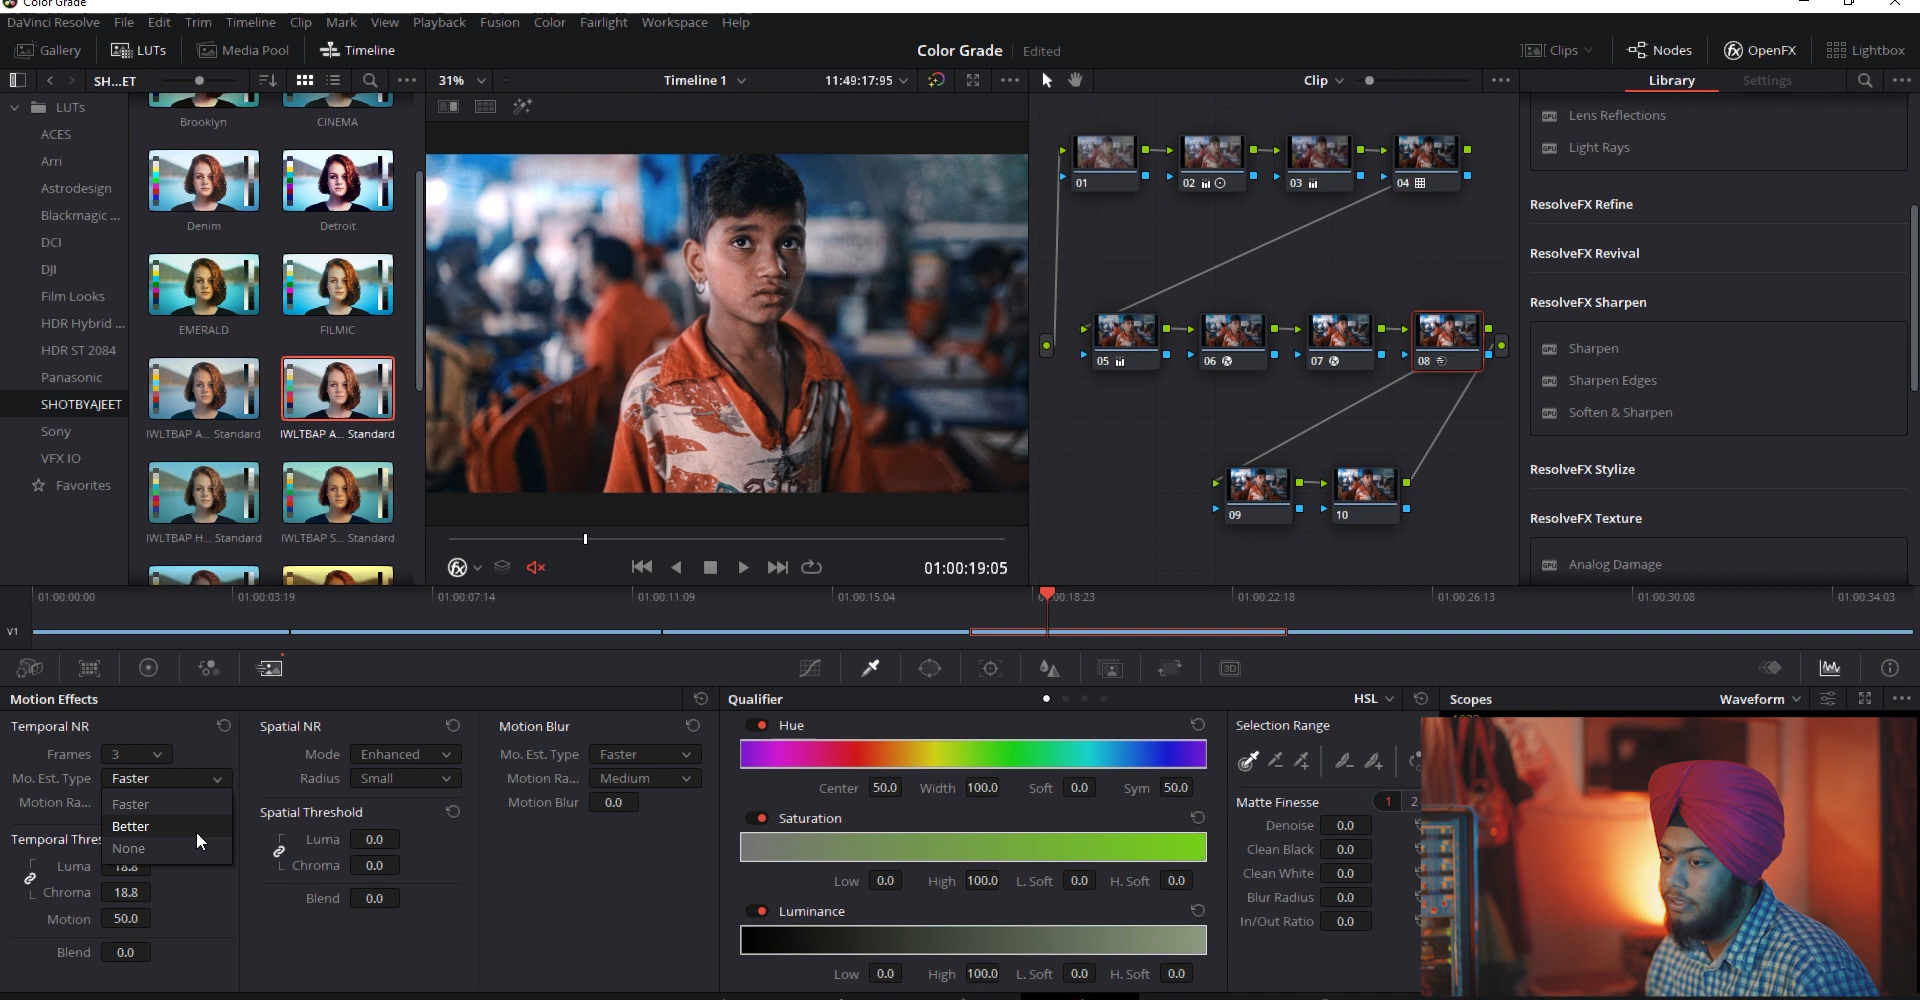 Color Grade
DaVinci Resolve File Edit Trim Timeline Clip Mark View Playback Fusion Color Fairlight Workspace Help
Gallery LUTs Media Pool Timeline Color Grade Edited Clips Nodes OpenFX Lightbox
SH...ET 31% Timeline 1 11:49:17:95 Clip Library Settings
LUTs
ACES
Arri
Astrodesign
Blackmagic ...
DCI
DJI
Film Looks
HDR Hybrid ...
HDR ST 2084
Panasonic
SHOTBYAJEET
Sony
VFX IO
Favorites
Brooklyn CINEMA
Denim Detroit
EMERALD FILMIC
IWLTBAP A... Standard IWLTBAP A... Standard
IWLTBAP H... Standard IWLTBAP S... Standard
01:00:19:05
01 02 03 04
05 06 07 08
09 10
Lens Reflections
Light Rays
ResolveFX Refine
ResolveFX Revival
ResolveFX Sharpen
Sharpen
Sharpen Edges
Soften & Sharpen
ResolveFX Stylize
ResolveFX Texture
Analog Damage
01:00:00:00 01:00:03:19 01:00:07:14 01:00:11:09 01:00:15:04 00:18:23 01:00:22:18 01:00:26:13 01:00:30:08 01:00:34:03
V1
3D
Motion Effects
Temporal NR
Frames 3
Mo. Est. Type Faster
Faster
Better
None
Motion Ra...
Temporal Thres
Luma 18.8
Chroma 18.8
Motion 50.0
Blend 0.0
Spatial NR
Mode Enhanced
Radius Small
Spatial Threshold
Luma 0.0
Chroma 0.0
Blend 0.0
Motion Blur
Mo. Est. Type Faster
Motion Ra... Medium
Motion Blur 0.0
Qualifier HSL
Hue
Center 50.0 Width 100.0 Soft 0.0 Sym 50.0
Saturation
Low 0.0 High 100.0 L. Soft 0.0 H. Soft 0.0
Luminance
Low 0.0 High 100.0 L. Soft 0.0 H. Soft 0.0
Selection Range
Matte Finesse 1 2
Denoise 0.0
Clean Black 0.0
Clean White 0.0
Blur Radius 0.0
In/Out Ratio 0.0
Scopes Waveform